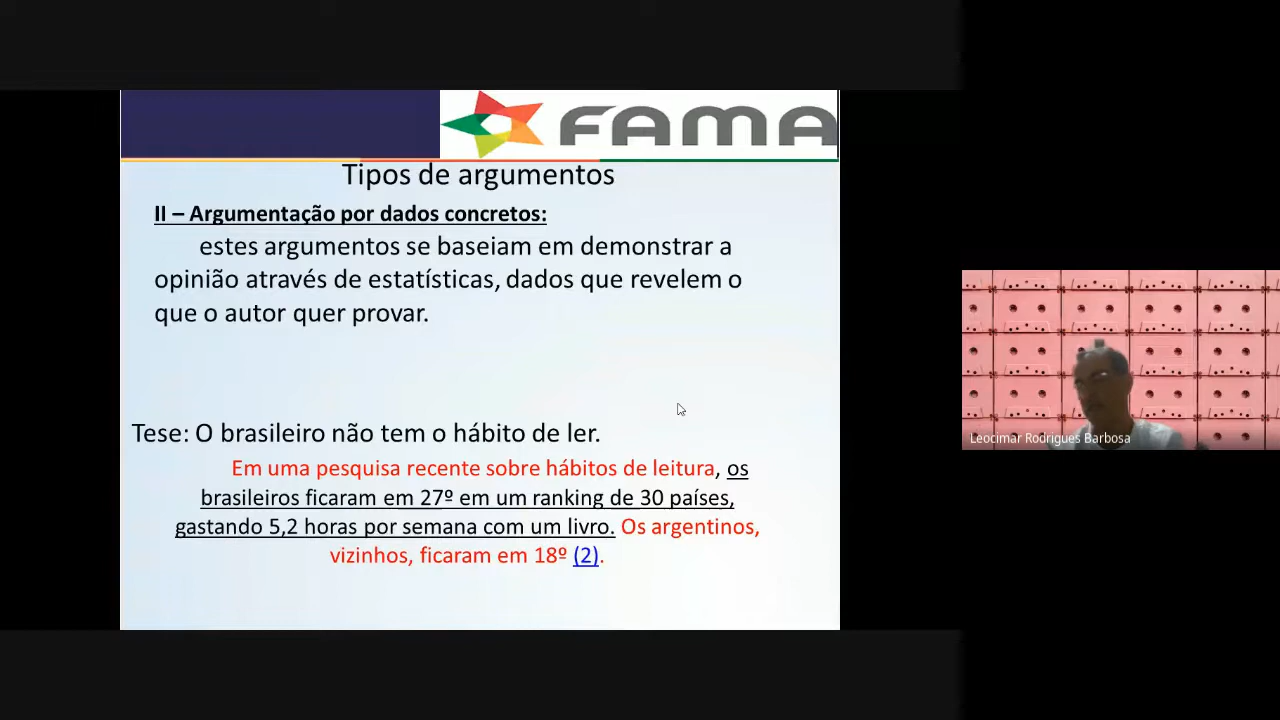 FAMA
Tipos de argumentos
II – Argumentação por dados concretos:
estes argumentos se baseiam em demonstrar a
opinião através de estatísticas, dados que revelem o
que o autor quer provar.
Tese: O brasileiro não tem o hábito de ler.
Em uma pesquisa recente sobre hábitos de leitura, os
brasileiros ficaram em 27º em um ranking de 30 países,
gastando 5,2 horas por semana com um livro. Os argentinos,
vizinhos, ficaram em 18º (2).
Leocimar Rodrigues Barbosa